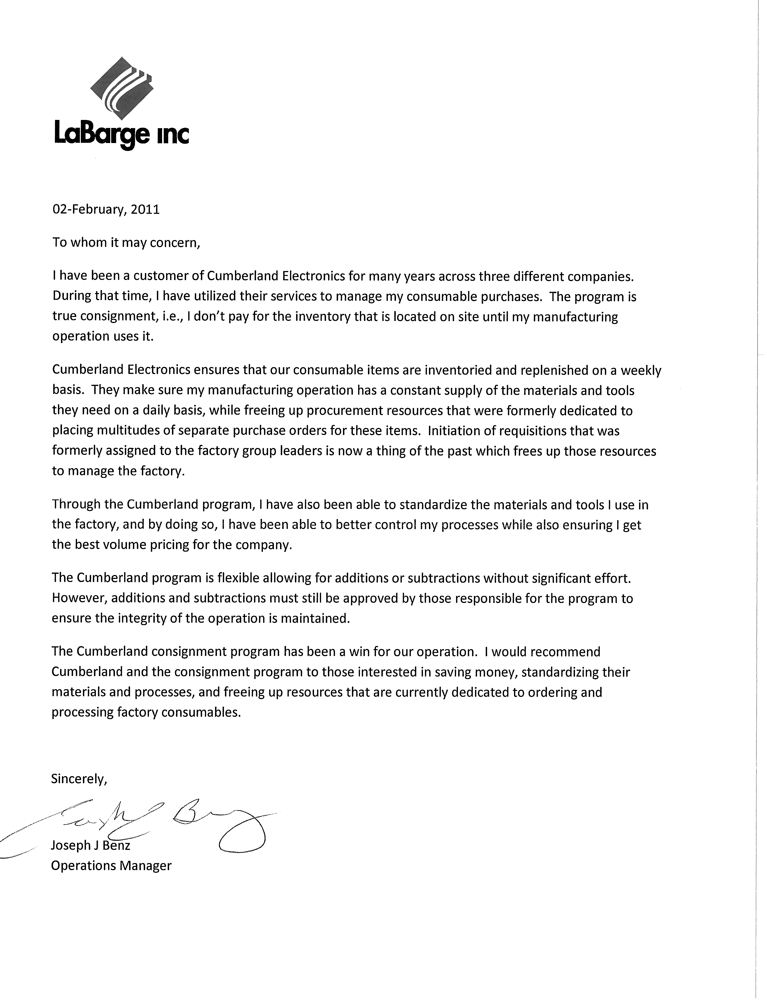 LaBarge inc
02-February, 2011
To whom it may concern,
I have been a customer of Cumberland Electronics for many years across three different companies.
During that time, I have utilized their services to manage my consumable purchases.  The program is
true consignment, i.e., I don't pay for the inventory that is located on site until my manufacturing
operation uses it.
Cumberland Electronics ensures that our consumable items are inventoried and replenished on a weekly
basis.  They make sure my manufacturing operation has a constant supply of the materials and tools
they need on a daily basis, while freeing up procurement resources that were formerly dedicated to
placing multitudes of separate purchase orders for these items.  Initiation of requisitions that was
formerly assigned to the factory group leaders is now a thing of the past which frees up those resources
to manage the factory.
Through the Cumberland program, I have also been able to standardize the materials and tools I use in
the factory, and by doing so, I have been able to better control my processes while also ensuring I get
the best volume pricing for the company.
The Cumberland program is flexible allowing for additions or subtractions without significant effort.
However, additions and subtractions must still be approved by those responsible for the program to
ensure the integrity of the operation is maintained.
The Cumberland consignment program has been a win for our operation.  I would recommend
Cumberland and the consignment program to those interested in saving money, standardizing their
materials and processes, and freeing up resources that are currently dedicated to ordering and
processing factory consumables.
Sincerely,
Joseph J Benz
Operations Manager